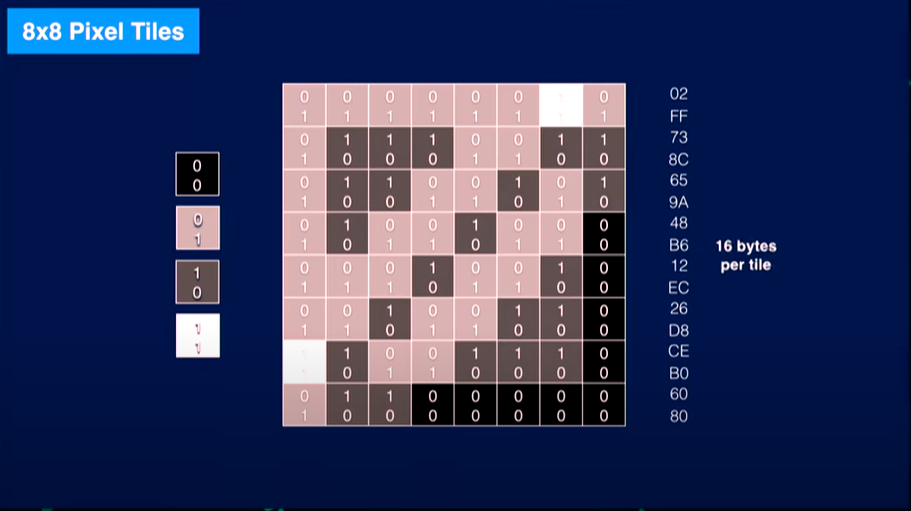 8x8 Pixel Tiles
0
0
0
1
1
0
1
1
0 0 0 0 0 0 1 0 02
1 1 1 1 1 1 1 1 FF
0 1 1 1 0 0 1 1 73
1 0 0 0 1 1 0 0 8C
0 1 1 0 0 1 0 1 65
1 0 0 1 1 0 1 0 9A
0 1 0 0 1 0 0 0 48
1 0 1 1 0 1 1 0 B6
0 0 0 1 0 0 1 0 12
1 1 1 0 1 1 0 0 EC
0 0 1 0 0 1 1 0 26
1 1 0 1 1 0 0 0 D8
1 1 0 0 1 1 1 0 CE
1 0 1 1 0 0 0 0 B0
0 1 1 0 0 0 0 0 60
1 0 0 0 0 0 0 0 80
16 bytes
per tile